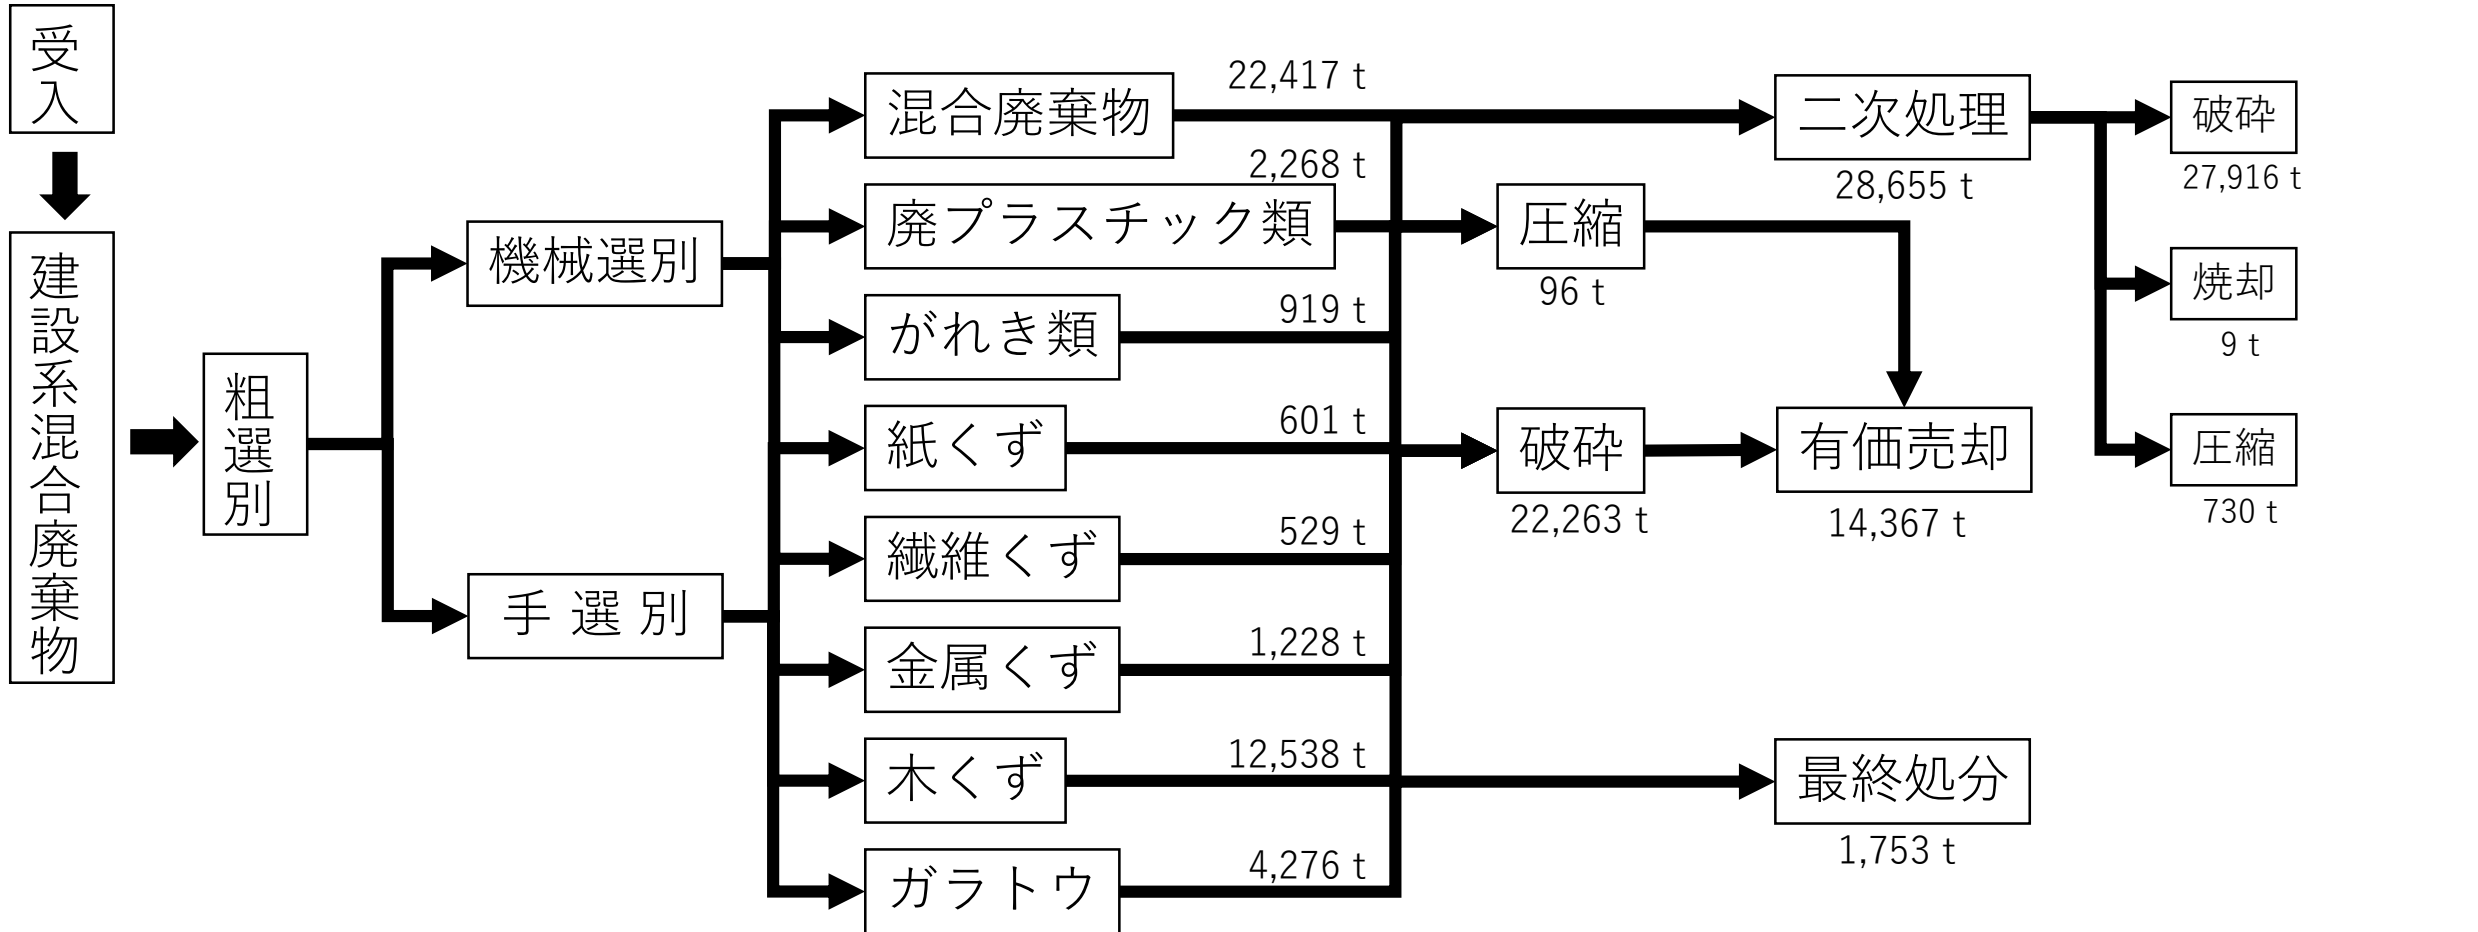 受入
建設系混合廃棄物
粗選別
機械選別
手選別
混合廃棄物
22,417 t
廃プラスチック類
2,268 t
がれき類
919 t
紙くず
601 t
繊維くず
529 t
金属くず
1,228 t
木くず
12,538 t
ガラトウ
4,276 t
圧縮
96 t
破砕
22,263 t
二次処理
28,655 t
有価売却
14,367 t
最終処分
1,753 t
破砕
27,916 t
焼却
9 t
圧縮
730 t